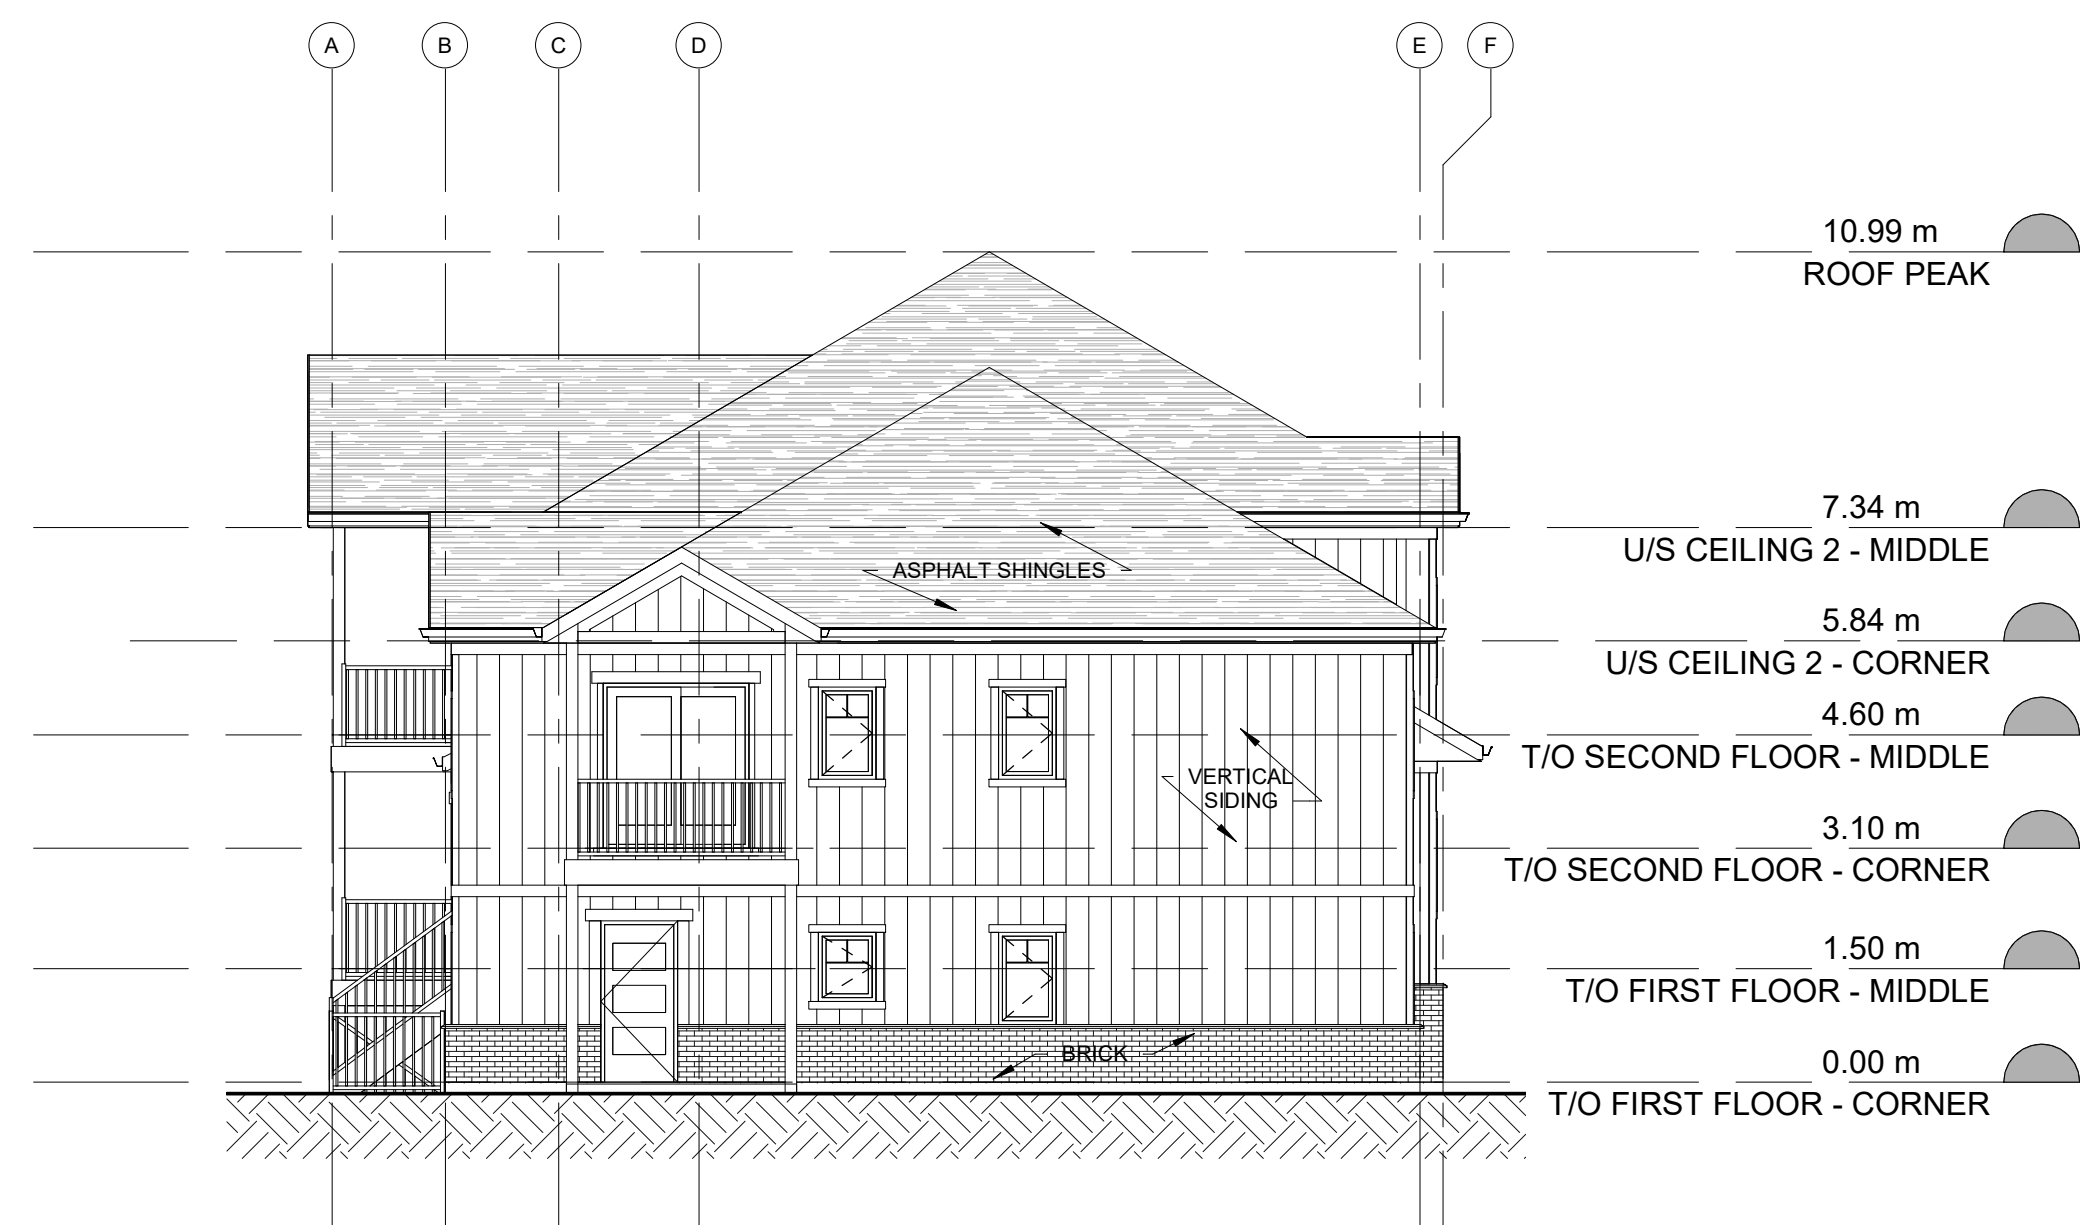 A B C D E F
10.99 m
ROOF PEAK
7.34 m
U/S CEILING 2 - MIDDLE
ASPHALT SHINGLES
5.84 m
U/S CEILING 2 - CORNER
4.60 m
T/O SECOND FLOOR - MIDDLE
VERTICAL
SIDING
3.10 m
T/O SECOND FLOOR - CORNER
1.50 m
T/O FIRST FLOOR - MIDDLE
BRICK
0.00 m
T/O FIRST FLOOR - CORNER